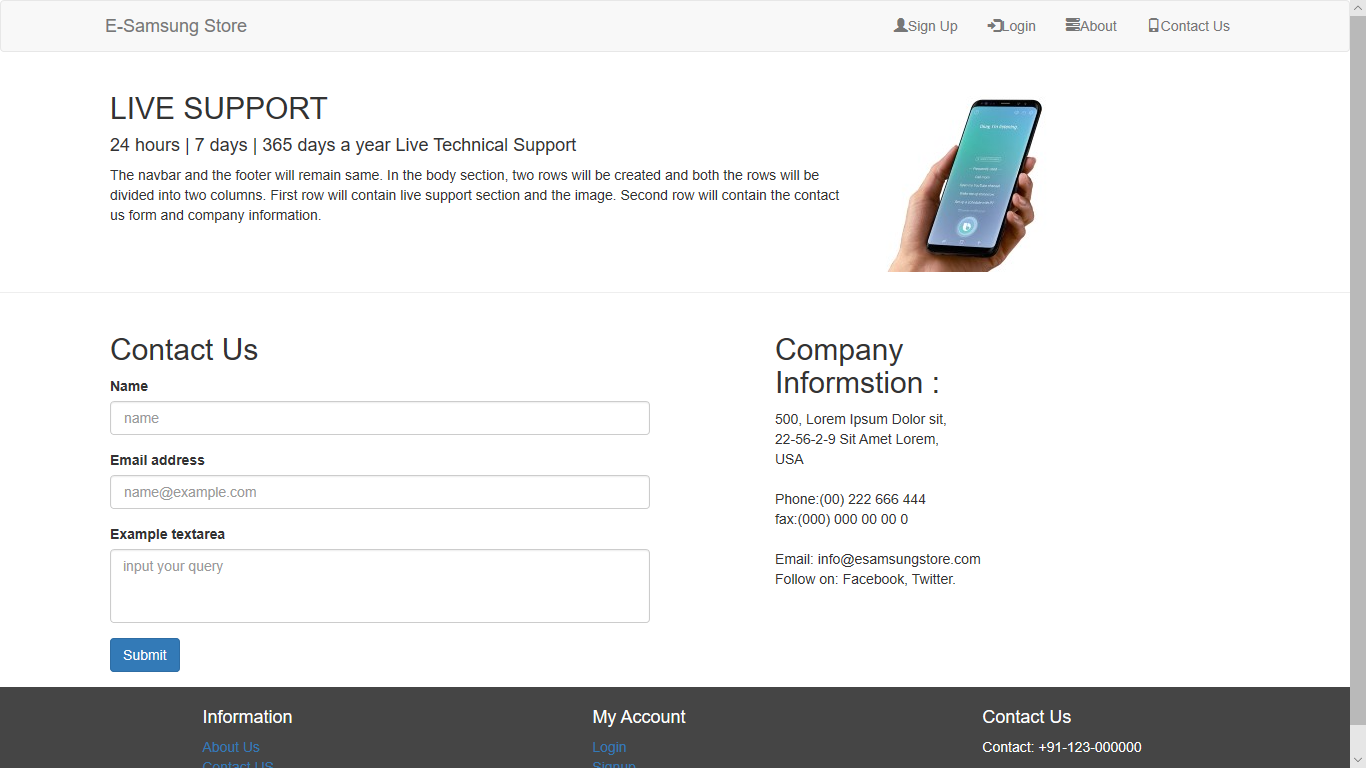 E-Samsung Store
Sign Up
Login
About
Contact Us
LIVE SUPPORT
24 hours | 7 days | 365 days a year Live Technical Support
The navbar and the footer will remain same. In the body section, two rows will be created and both the rows will be
divided into two columns. First row will contain live support section and the image. Second row will contain the contact
us form and company information.
Contact Us
Name
name
Email address
name@example.com
Example textarea
input your query
Submit
Company
Informstion :
500, Lorem Ipsum Dolor sit,
22-56-2-9 Sit Amet Lorem,
USA
Phone:(00) 222 666 444
fax:(000) 000 00 00 0
Email: info@esamsungstore.com
Follow on: Facebook, Twitter.
Information
About Us
Contact US
My Account
Login
Signup
Contact Us
Contact: +91-123-000000